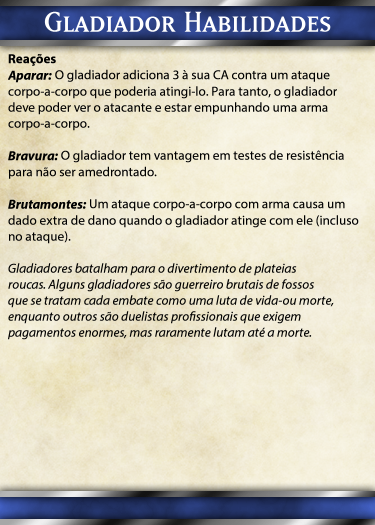 Gladiador Habilidades
Reações
Aparar: O gladiador adiciona 3 à sua CA contra um ataque
corpo-a-corpo que poderia atingi-lo. Para tanto, o gladiador
deve poder ver o atacante e estar empunhando uma arma
corpo-a-corpo.
Bravura: O gladiador tem vantagem em testes de resistência
para não ser amedrontado.
Brutamontes: Um ataque corpo-a-corpo com arma causa um
dado extra de dano quando o gladiador atinge com ele (incluso
no ataque).
Gladiadores batalham para o divertimento de plateias
roucas. Alguns gladiadores são guerreiro brutais de fossos
que se tratam cada embate como uma luta de vida-ou morte,
enquanto outros são duelistas profissionais que exigem
pagamentos enormes, mas raramente lutam até a morte.